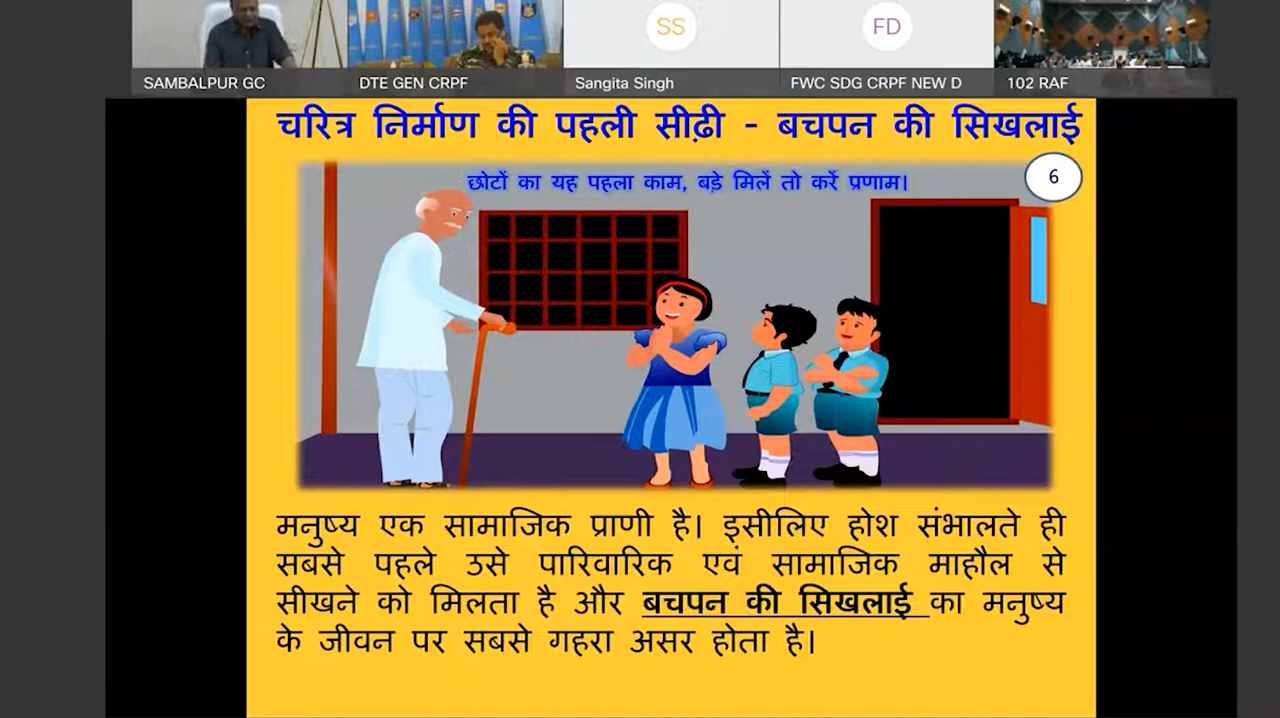 SS
FD
SAMBALPUR GC
DTE GEN CRPF
Sangita Singh
FWC SDG CRPF NEW D
102 RAF
चरित्र निर्माण की पहली सीढ़ी - बचपन की सिखलाई
छोटों का यह पहला काम, बड़े मिलें तो करें प्रणाम।
6
मनुष्य एक सामाजिक प्राणी है। इसीलिए होश संभालते ही
सबसे पहले उसे पारिवारिक एवं सामाजिक माहौल से
सीखने को मिलता है और बचपन की सिखलाई का मनुष्य
के जीवन पर सबसे गहरा असर होता है।